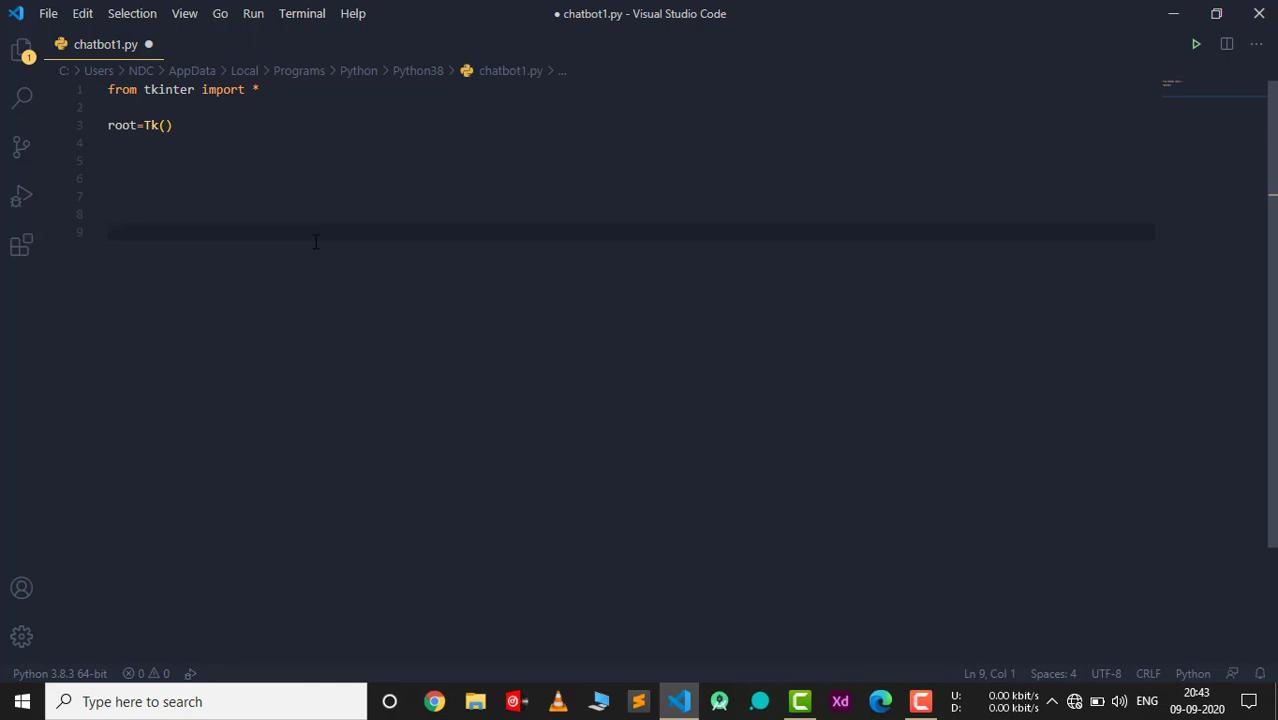 File Edit Selection View Go Run Terminal Help ● chatbot1.py - Visual Studio Code
chatbot1.py ●
1
C: > Users > NDC > AppData > Local > Programs > Python > Python38 > chatbot1.py > ...
1 from tkinter import *
2
3 root=Tk()
4
5
6
7
8
9
Python 3.8.3 64-bit 0 0 Ln 9, Col 1 Spaces: 4 UTF-8 CRLF Python
Type here to search
Xd
U: 0.00 kbit/s
D: 0.00 kbit/s
ENG
20:43
09-09-2020